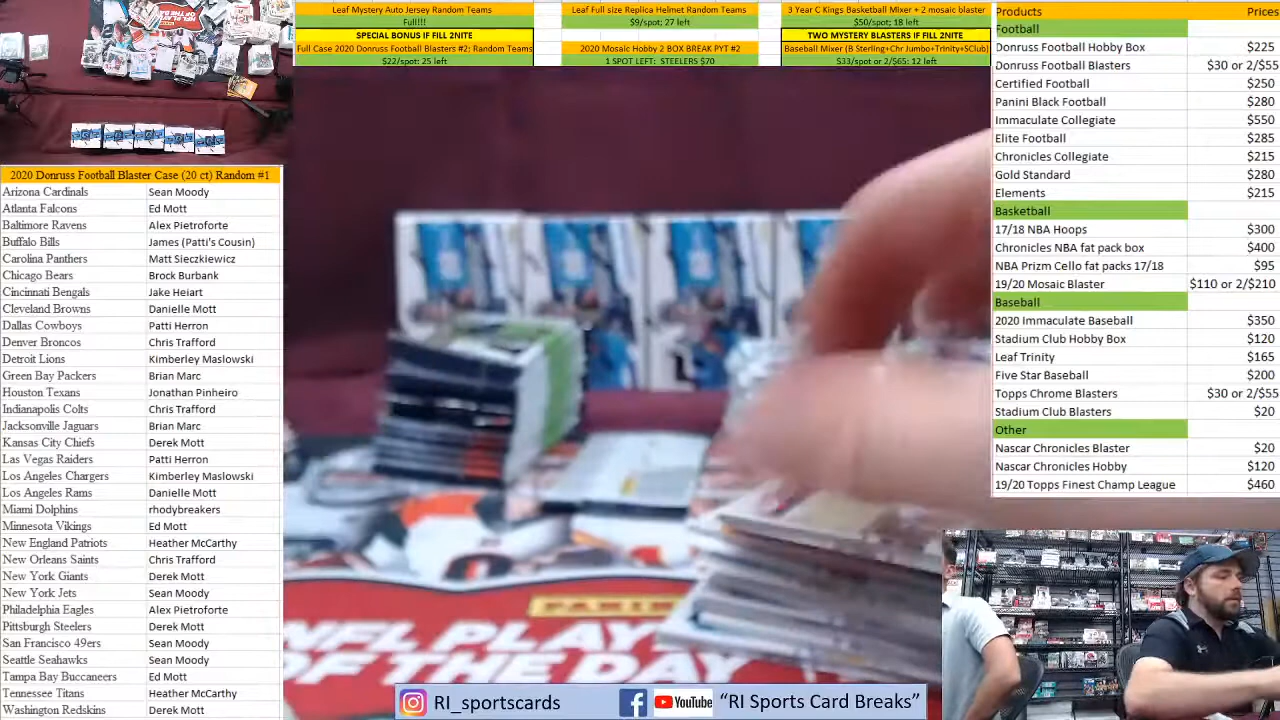 Leaf Mystery Auto Jersey Random Teams
Full!!!
SPECIAL BONUS IF FILL 2NITE
Full Case 2020 Donruss Football Blasters #2: Random Teams
$22/spot: 25 left
Leaf Full size Replica Helmet Random Teams
$9/spot; 27 left
2020 Mosaic Hobby 2 BOX BREAK PYT #2
1 SPOT LEFT: STEELERS $70
3 Year C Kings Basketball Mixer + 2 mosaic blaster
$50/spot; 18 left
TWO MYSTERY BLASTERS IF FILL 2NITE
Baseball Mixer (B Sterling+Chr Jumbo+Trinity+SClub)
$33/spot or 2/$65: 12 left
Products Prices
Football
Donruss Football Hobby Box $225
Donruss Football Blasters $30 or 2/$55
Certified Football $250
Panini Black Football $280
Immaculate Collegiate $550
Elite Football $285
Chronicles Collegiate $215
Gold Standard $280
Elements $215
Basketball
17/18 NBA Hoops $300
Chronicles NBA fat pack box $400
NBA Prizm Cello fat packs 17/18 $95
19/20 Mosaic Blaster $110 or 2/$210
Baseball
2020 Immaculate Baseball $350
Stadium Club Hobby Box $120
Leaf Trinity $165
Five Star Baseball $200
Topps Chrome Blasters $30 or 2/$55
Stadium Club Blasters $20
Other
Nascar Chronicles Blaster $20
Nascar Chronicles Hobby $120
19/20 Topps Finest Champ League $460
2020 Donruss Football Blaster Case (20 ct) Random #1
Arizona Cardinals Sean Moody
Atlanta Falcons Ed Mott
Baltimore Ravens Alex Pietroforte
Buffalo Bills James (Patti's Cousin)
Carolina Panthers Matt Sieczkiewicz
Chicago Bears Brock Burbank
Cincinnati Bengals Jake Heiart
Cleveland Browns Danielle Mott
Dallas Cowboys Patti Herron
Denver Broncos Chris Trafford
Detroit Lions Kimberley Maslowski
Green Bay Packers Brian Marc
Houston Texans Jonathan Pinheiro
Indianapolis Colts Chris Trafford
Jacksonville Jaguars Brian Marc
Kansas City Chiefs Derek Mott
Las Vegas Raiders Patti Herron
Los Angeles Chargers Kimberley Maslowski
Los Angeles Rams Danielle Mott
Miami Dolphins rhodybreakers
Minnesota Vikings Ed Mott
New England Patriots Heather McCarthy
New Orleans Saints Chris Trafford
New York Giants Derek Mott
New York Jets Sean Moody
Philadelphia Eagles Alex Pietroforte
Pittsburgh Steelers Derek Mott
San Francisco 49ers Sean Moody
Seattle Seahawks Sean Moody
Tampa Bay Buccaneers Ed Mott
Tennessee Titans Heather McCarthy
Washington Redskins Derek Mott
PANINI
NFL PLAY
OF THE DAY
RI_sportscards
YouTube
"RI Sports Card Breaks"